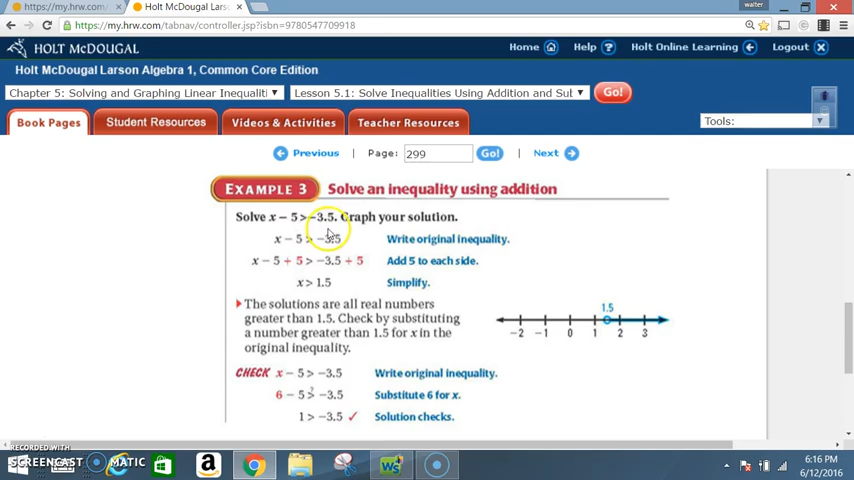 https://my.hrw.com/tabnav/
Holt McDougal Larso
walter
https://my.hrw.com/tabnav/controller.jsp?isbn=9780547709918
HOLT MCDOUGAL
Home
Help ?
Holt Online Learning
Logout
Holt McDougal Larson Algebra 1, Common Core Edition
Chapter 5: Solving and Graphing Linear Inequaliti
Lesson 5.1: Solve Inequalities Using Addition and Sub
Go!
Book Pages
Student Resources
Videos & Activities
Teacher Resources
Tools:
Previous | Page: 299 Go! | Next
EXAMPLE 3 Solve an inequality using addition
Solve x − 5 > −3.5. Graph your solution.
x − 5 > −3.5 Write original inequality.
x − 5 + 5 > −3.5 + 5 Add 5 to each side.
x > 1.5 Simplify.
The solutions are all real numbers
greater than 1.5. Check by substituting
a number greater than 1.5 for x in the
original inequality.
1.5
−2 −1 0 1 2 3
CHECK x − 5 > −3.5 Write original inequality.
6 − 5 >? −3.5 Substitute 6 for x.
1 > −3.5 ✓ Solution checks.
RECORDED WITH
SCREENCAST MATIC
6:16 PM
6/12/2016